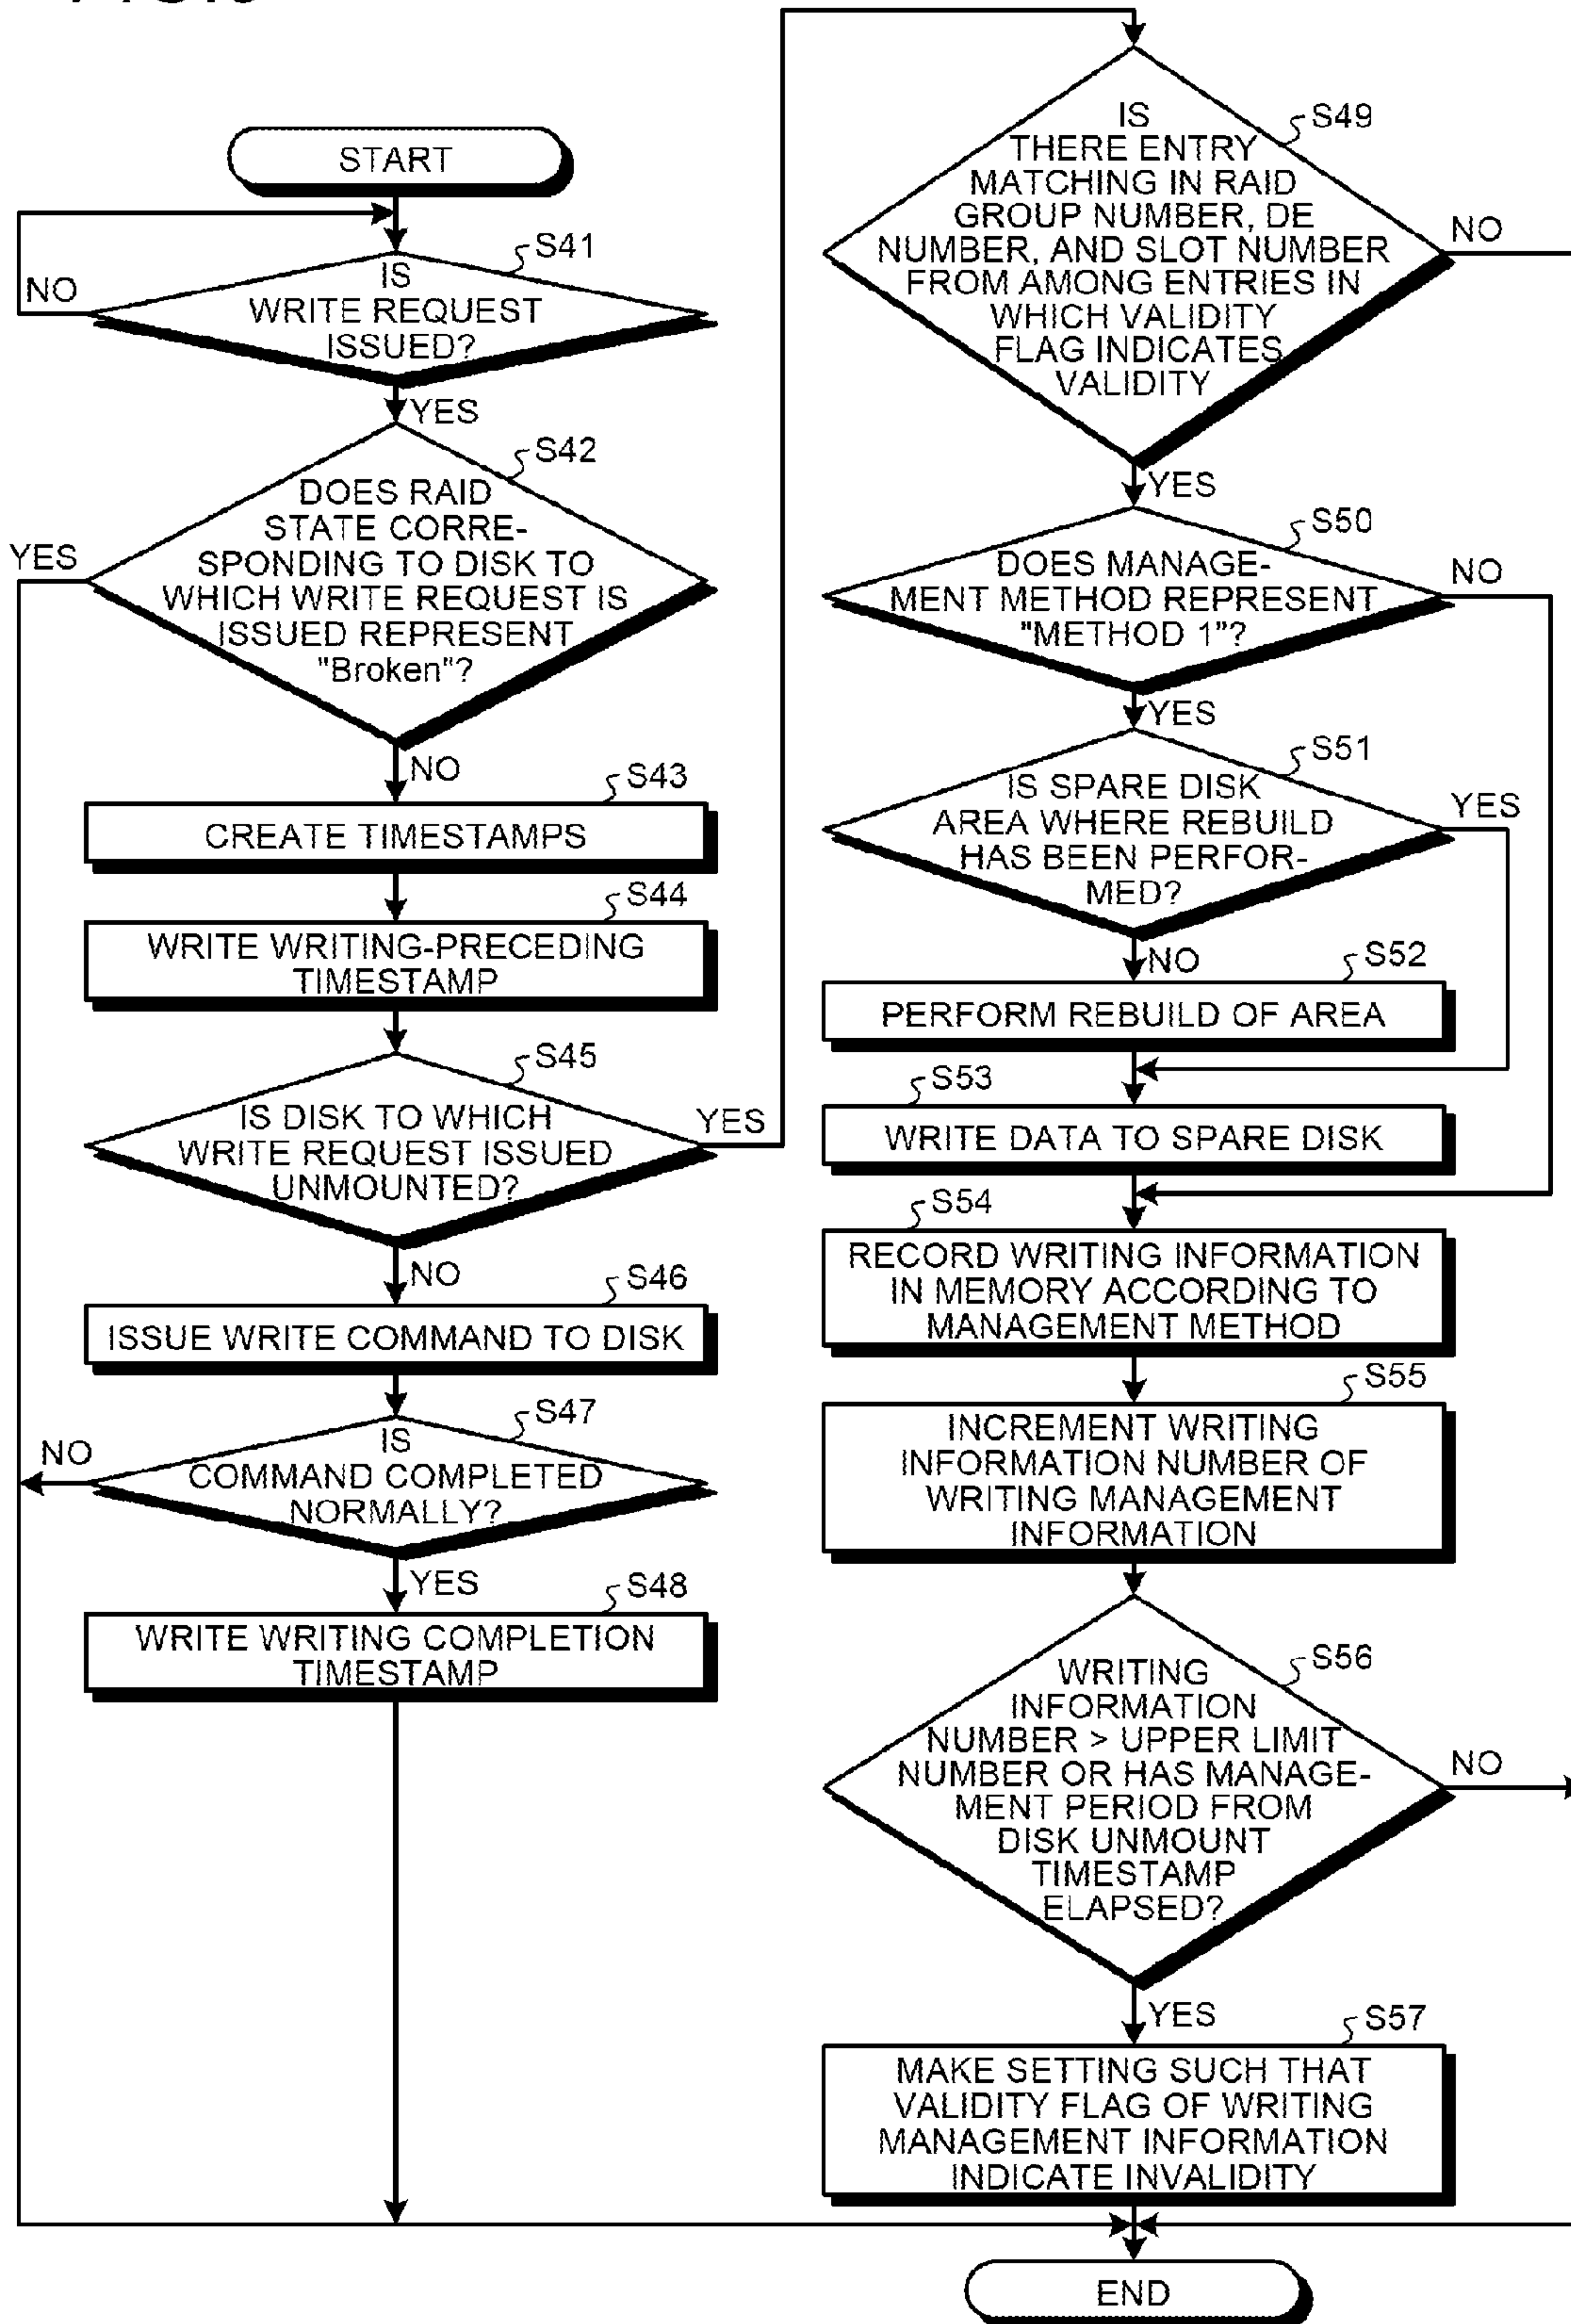 START
S41
IS
WRITE REQUEST
ISSUED?
NO
YES
S42
DOES RAID
STATE CORRE-
SPONDING TO DISK TO
WHICH WRITE REQUEST IS
ISSUED REPRESENT
"Broken"?
YES
NO
S43
CREATE TIMESTAMPS
S44
WRITE WRITING-PRECEDING
TIMESTAMP
S45
IS DISK TO WHICH
WRITE REQUEST ISSUED
UNMOUNTED?
YES
NO
S46
ISSUE WRITE COMMAND TO DISK
S47
IS
COMMAND COMPLETED
NORMALLY?
NO
YES
S48
WRITE WRITING COMPLETION
TIMESTAMP
S49
IS
THERE ENTRY
MATCHING IN RAID
GROUP NUMBER, DE
NUMBER, AND SLOT NUMBER
FROM AMONG ENTRIES IN
WHICH VALIDITY
FLAG INDICATES
VALIDITY
NO
YES
S50
DOES MANAGE-
MENT METHOD REPRESENT
"METHOD 1"?
NO
YES
S51
IS SPARE DISK
AREA WHERE REBUILD
HAS BEEN PERFOR-
MED?
YES
NO
S52
PERFORM REBUILD OF AREA
S53
WRITE DATA TO SPARE DISK
S54
RECORD WRITING INFORMATION
IN MEMORY ACCORDING TO
MANAGEMENT METHOD
S55
INCREMENT WRITING
INFORMATION NUMBER OF
WRITING MANAGEMENT
INFORMATION
S56
WRITING
INFORMATION
NUMBER > UPPER LIMIT
NUMBER OR HAS MANAGE-
MENT PERIOD FROM
DISK UNMOUNT
TIMESTAMP
ELAPSED?
NO
YES
S57
MAKE SETTING SUCH THAT
VALIDITY FLAG OF WRITING
MANAGEMENT INFORMATION
INDICATE INVALIDITY
END